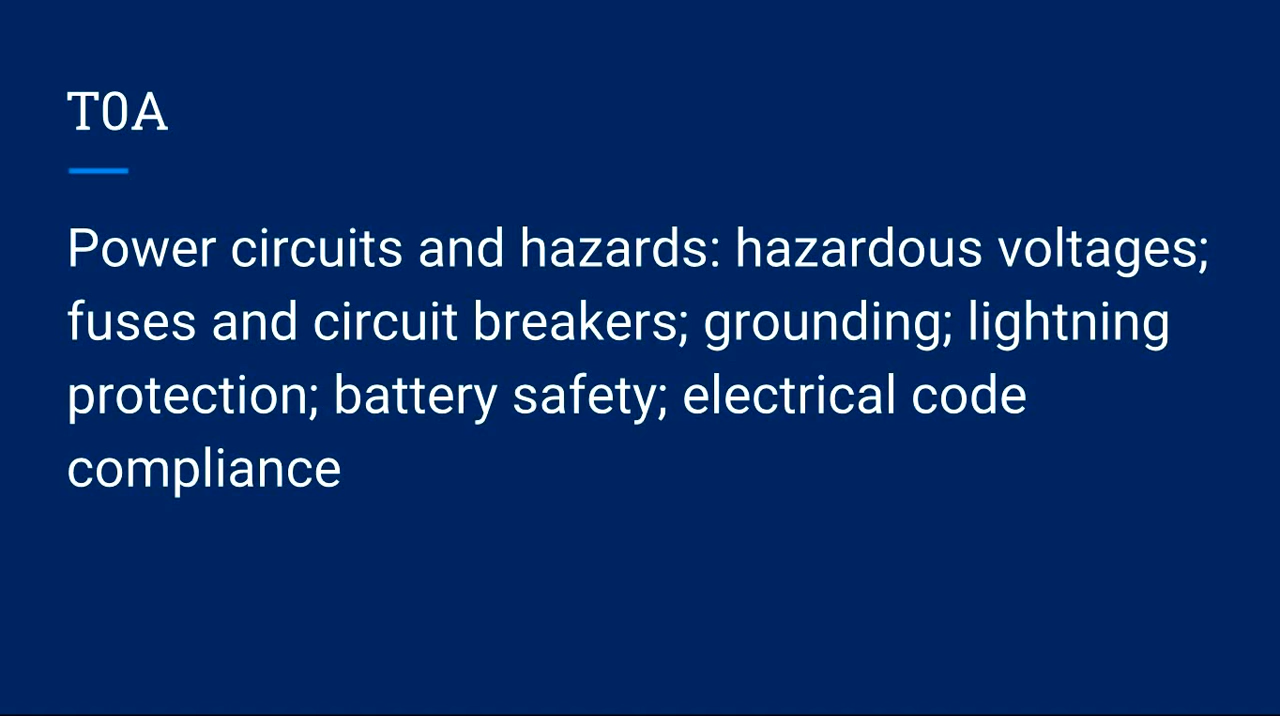 T0A
Power circuits and hazards: hazardous voltages;
fuses and circuit breakers; grounding; lightning
protection; battery safety; electrical code
compliance